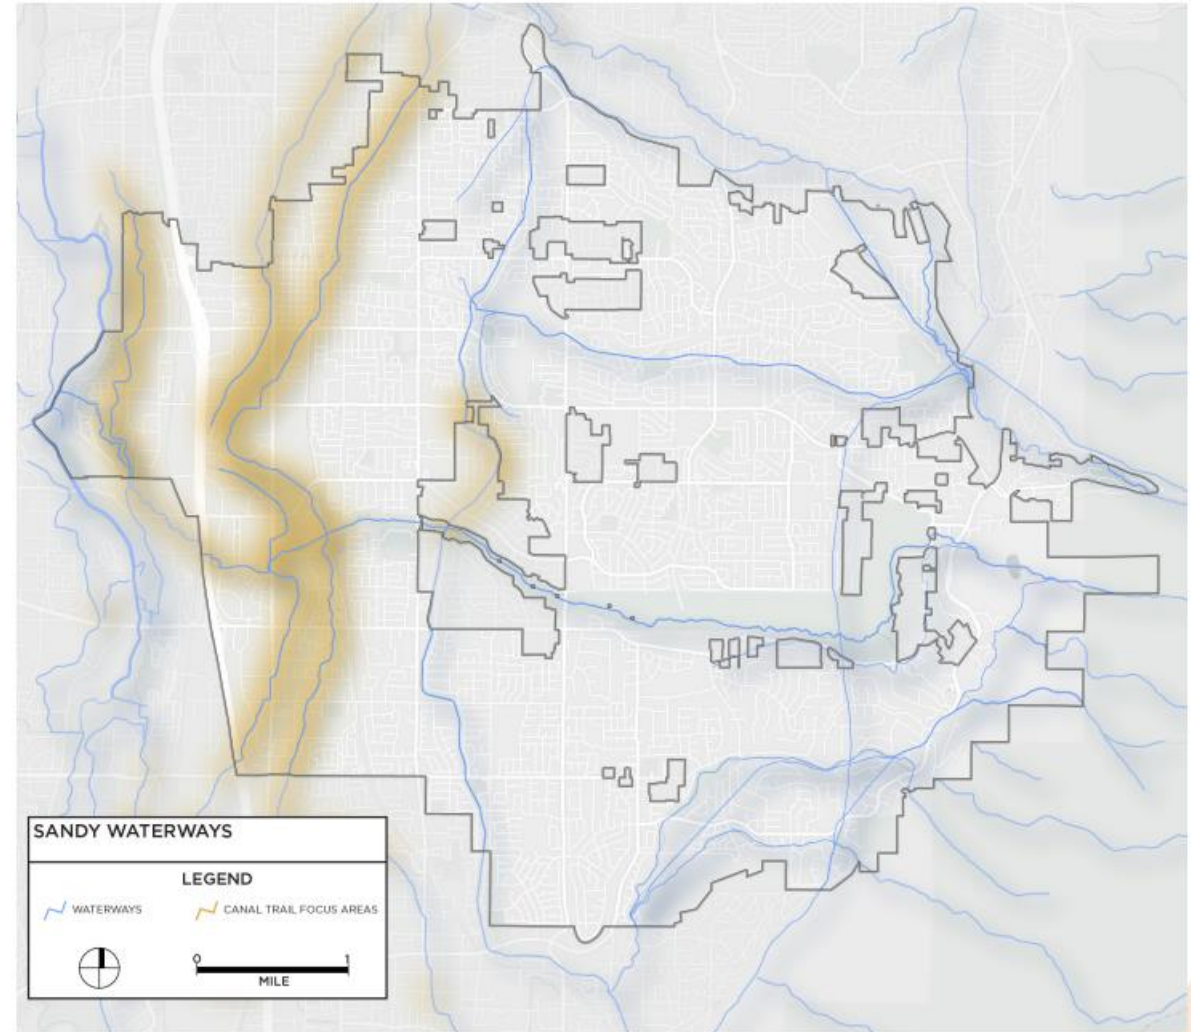 SANDY WATERWAYS
LEGEND
WATERWAYS
CANAL TRAIL FOCUS AREAS
0 1
MILE